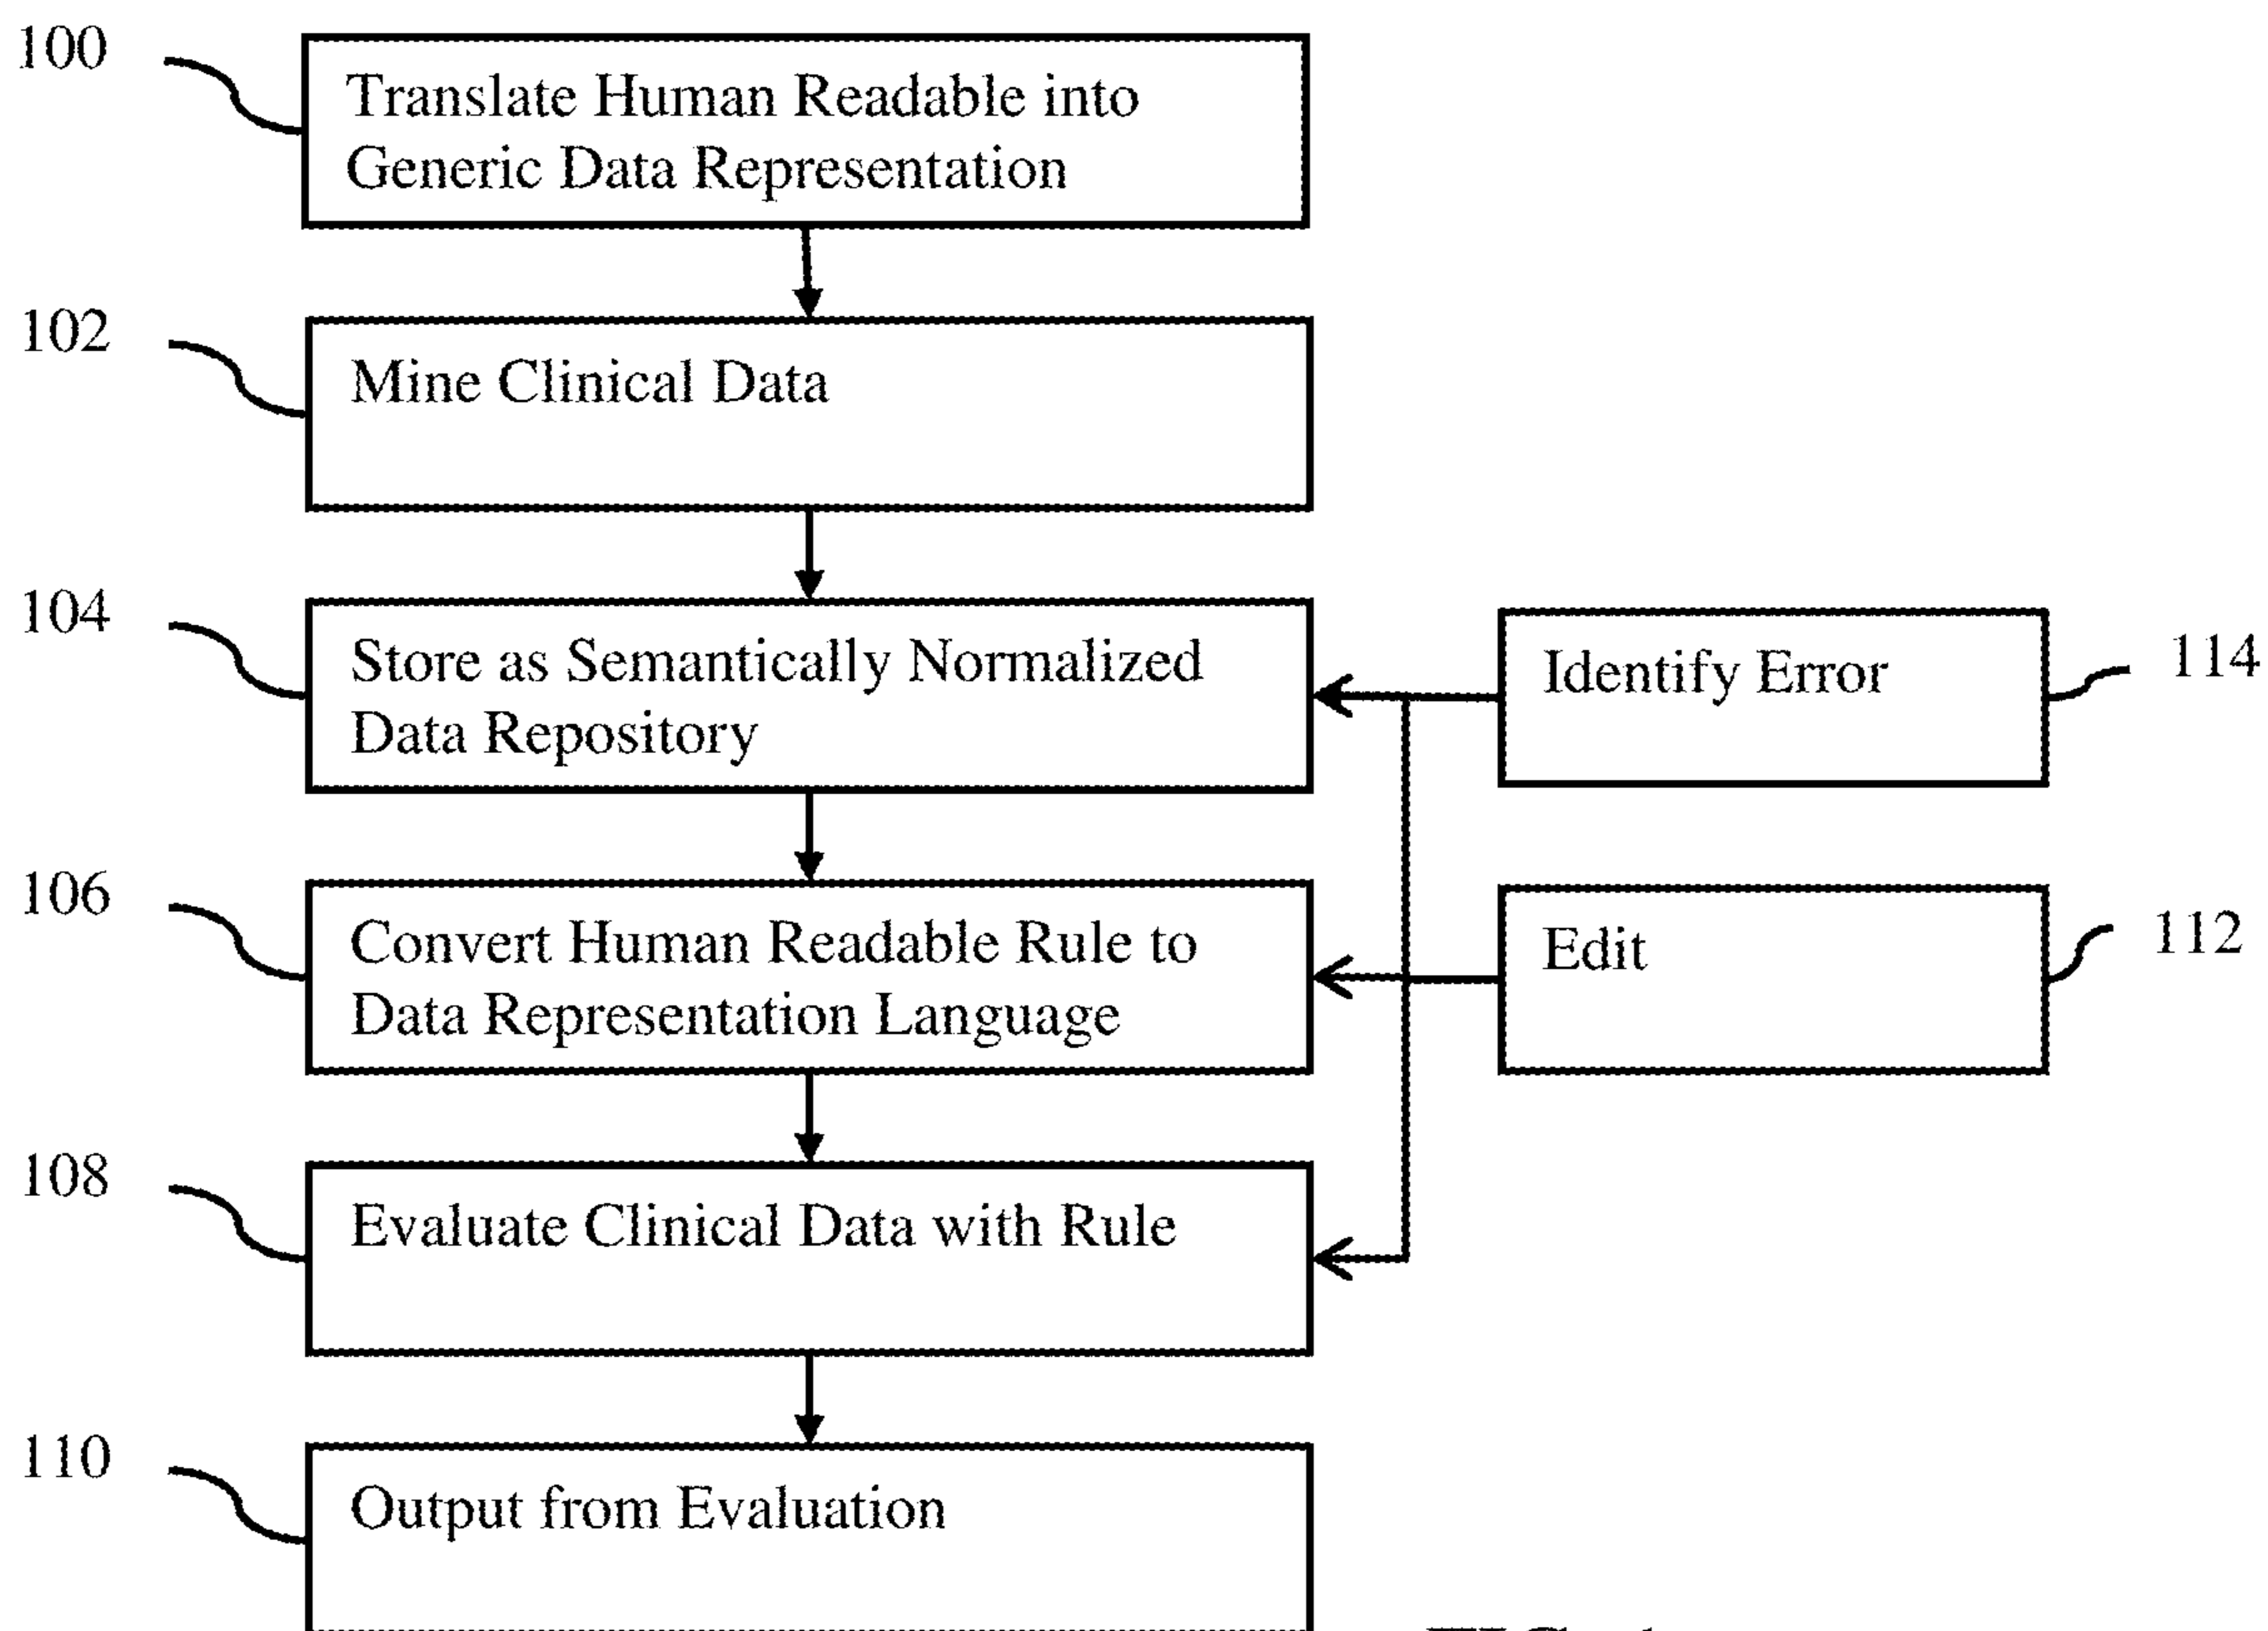 100
Translate Human Readable into
Generic Data Representation
102
Mine Clinical Data
104
Store as Semantically Normalized
Data Repository
Identify Error
114
106
Convert Human Readable Rule to
Data Representation Language
Edit
112
108
Evaluate Clinical Data with Rule
110
Output from Evaluation